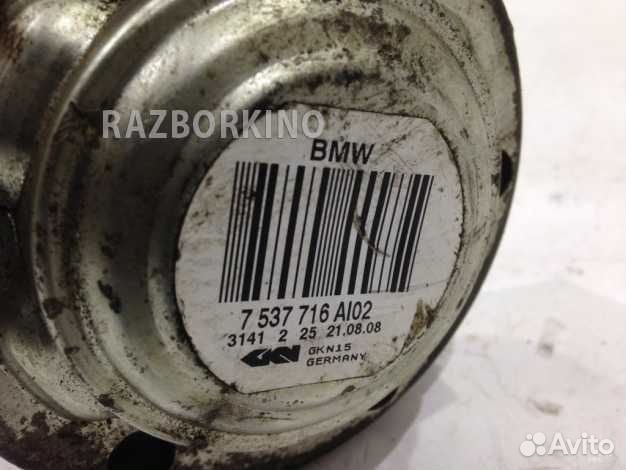 RAZBORKINO
BMW
7 537 716 AI02
3141 2 25 21.08.08
GKN GKN15
GERMANY
Avito